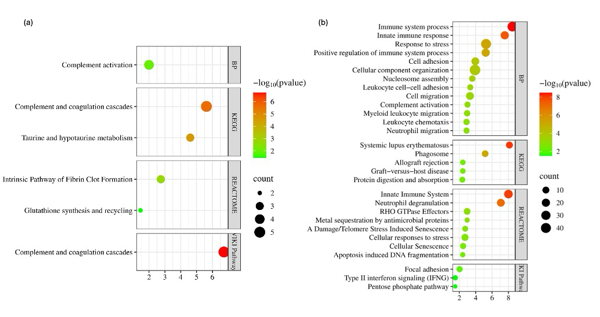 (a)
Complement activation
BP
Complement and coagulation cascades
Taurine and hypotaurine metabolism
KEGG
Intrinsic Pathway of Fibrin Clot Formation
Glutathione synthesis and recycling
REACTOME
Complement and coagulation cascades
VIKI Pathway
2 3 4 5 6
−log10(pvalue)
6
5
4
3
2
count
2
3
4
5
(b)
Immune system process
Innate immune response
Response to stress
Positive regulation of immune system process
Cell adhesion
Cellular component organization
Nucleosome assembly
Leukocyte cell−cell adhesion
Cell migration
Complement activation
Myeloid leukocyte migration
Leukocyte chemotaxis
Neutrophil migration
BP
Systemic lupus erythematosus
Phagosome
Allograft rejection
Graft−versus−host disease
Protein digestion and absorption
KEGG
Innate Immune System
Neutrophil degranulation
RHO GTPase Effectors
Metal sequestration by antimicrobial proteins
A Damage/Telomere Stress Induced Senescence
Cellular responses to stress
Cellular Senescence
Apoptosis induced DNA fragmentation
REACTOME
Focal adhesion
Type II interferon signaling (IFNG)
Pentose phosphate pathway
KI Pathw
2 4 6 8
−log10(pvalue)
8
6
4
2
count
10
20
30
40